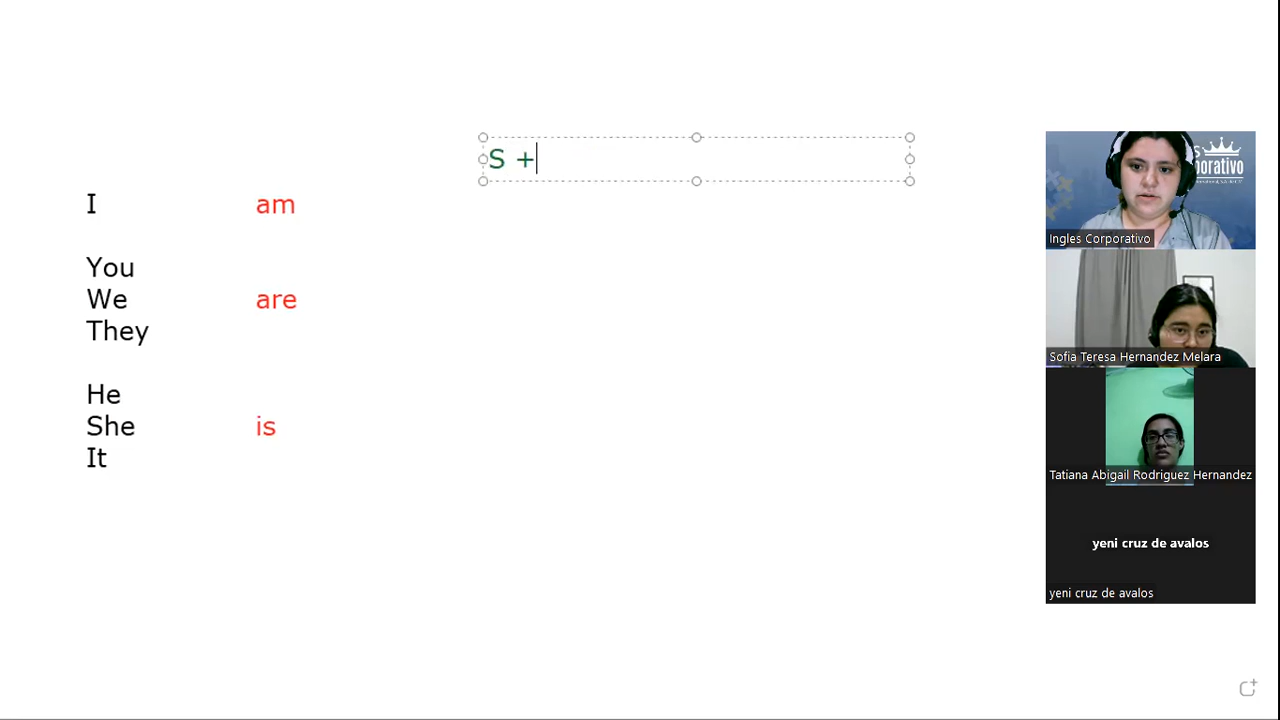 S +
I am
You
We are
They
He
She is
It
S
porativo
Ingles Corporativo
Sofia Teresa Hernandez Melara
Tatiana Abigail Rodriguez Hernandez
yeni cruz de avalos
yeni cruz de avalos